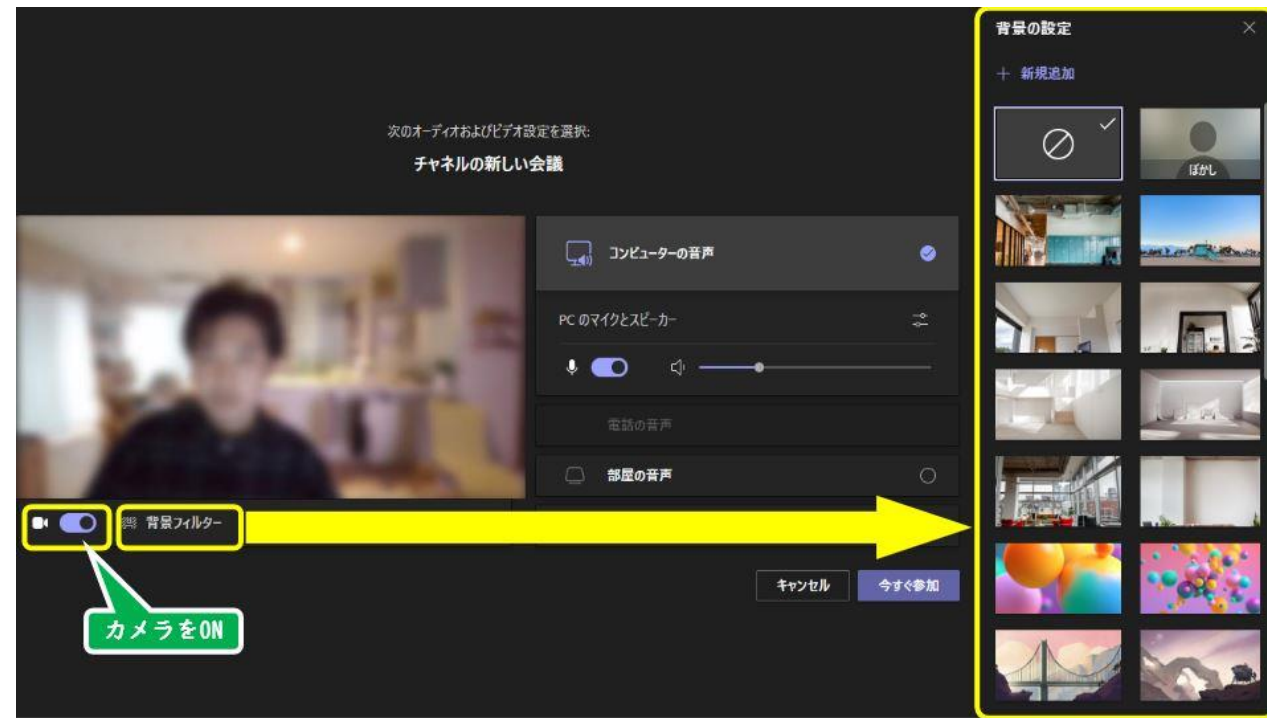 背景の設定
新規追加
ぼかし
次のオーディオおよびビデオ設定を選択:
チャネルの新しい会議
コンピューターの音声
PC のマイクとスピーカー
電話の音声
部屋の音声
背景フィルター
キャンセル
今すぐ参加
カメラをON